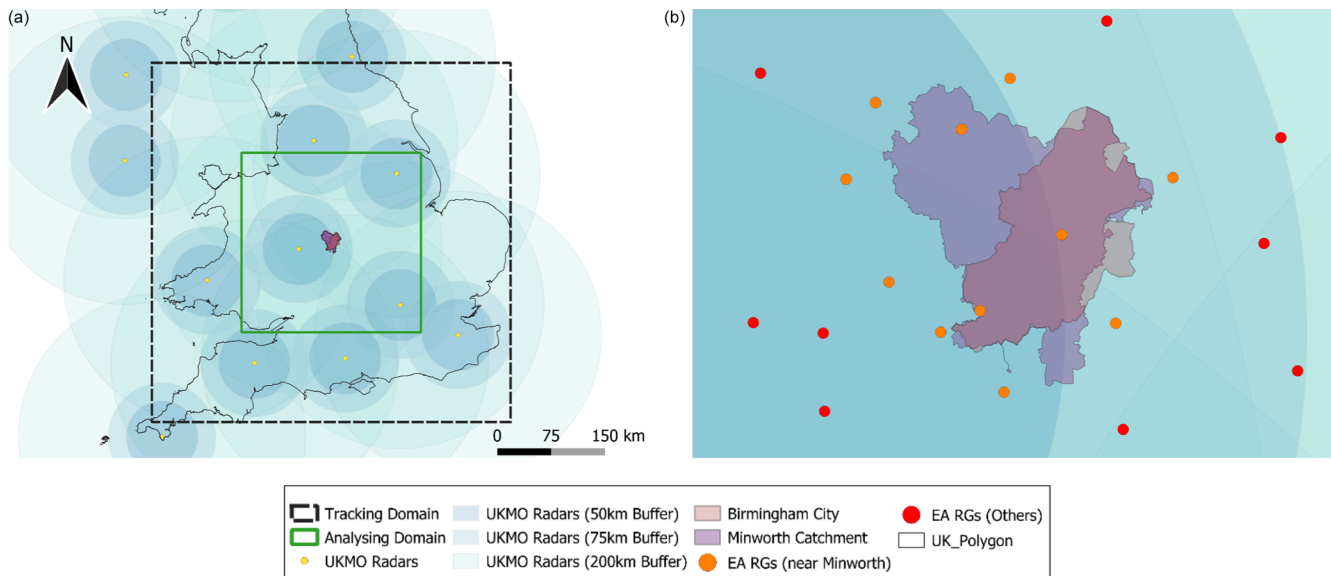 (a)
(b)
N
0 75 150 km
Tracking Domain
Analysing Domain
UKMO Radars
UKMO Radars (50km Buffer)
UKMO Radars (75km Buffer)
UKMO Radars (200km Buffer)
Birmingham City
Minworth Catchment
EA RGs (near Minworth)
EA RGs (Others)
UK_Polygon